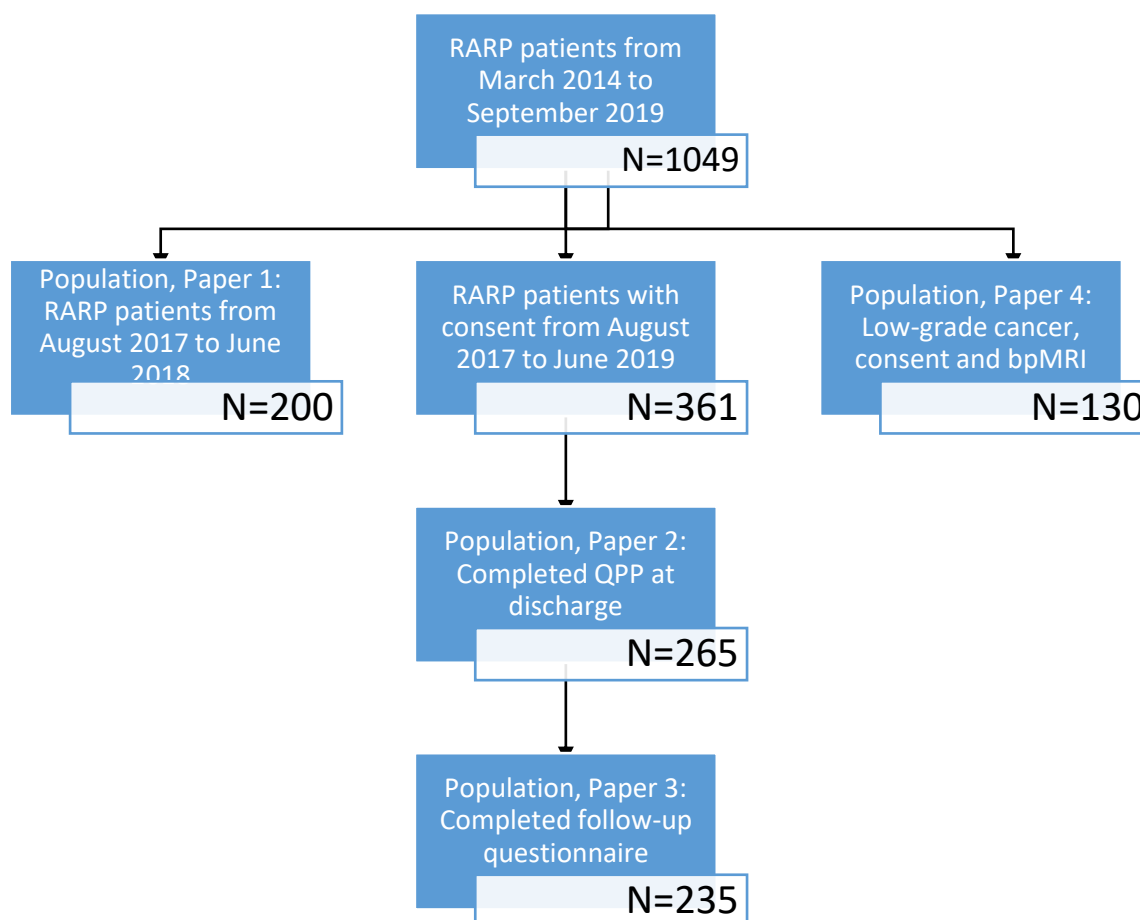 RARP patients from
March 2014 to
September 2019
N=1049
Population, Paper 1:
RARP patients from
August 2017 to June
2018
N=200
RARP patients with
consent from August
2017 to June 2019
N=361
Population, Paper 4:
Low-grade cancer,
consent and bpMRI
N=130
Population, Paper 2:
Completed QPP at
discharge
N=265
Population, Paper 3:
Completed follow-up
questionnaire
N=235